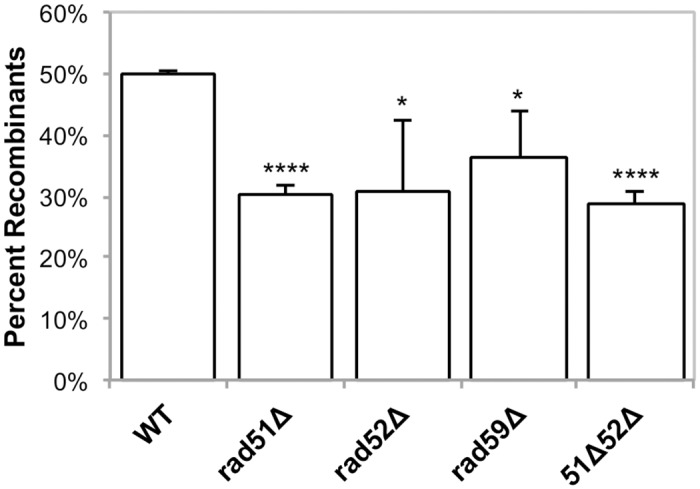 60%
50%
40%
30%
20%
10%
0%
Percent Recombinants
****
*
*
****
WT
rad51Δ
rad52Δ
rad59Δ
51Δ52Δ